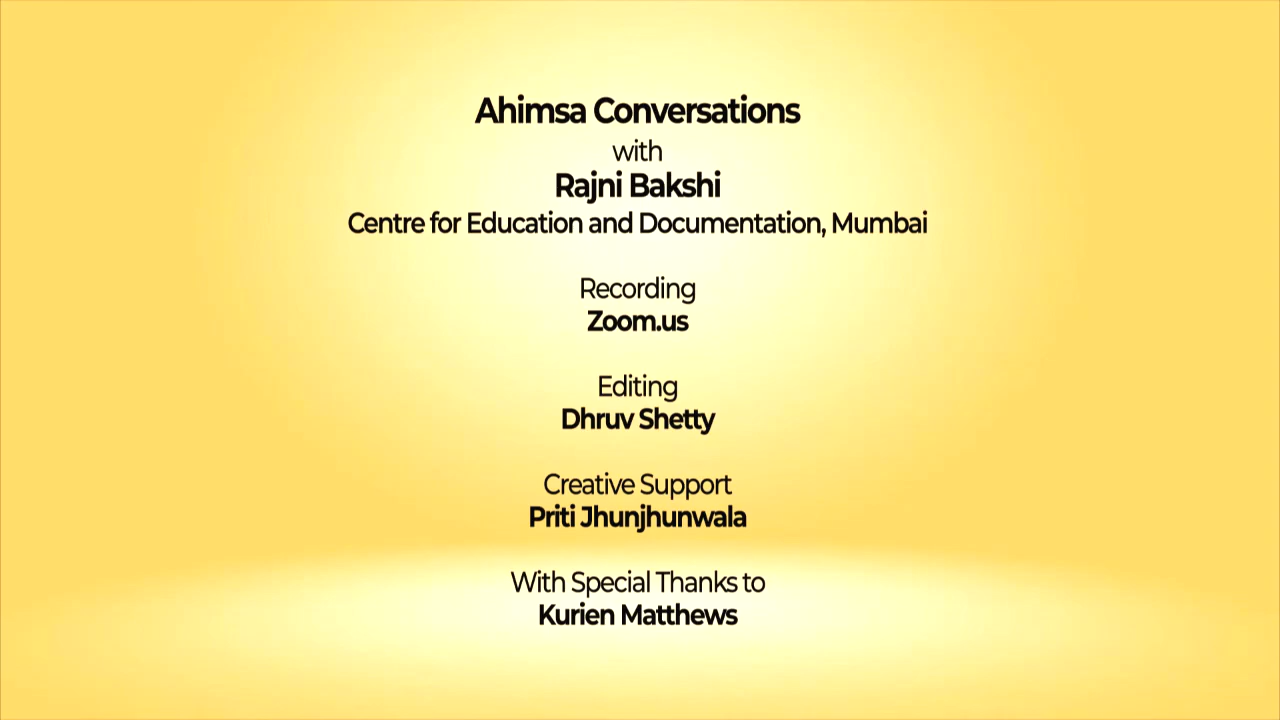 Ahimsa Conversations
with
Rajni Bakshi
Centre for Education and Documentation, Mumbai
Recording
Zoom.us
Editing
Dhruv Shetty
Creative Support
Priti Jhunjhunwala
With Special Thanks to
Kurien Matthews